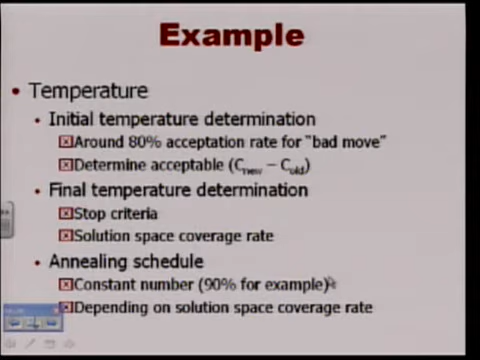 Example
Temperature
Initial temperature determination
Around 80% acceptation rate for "bad move"
Determine acceptable (Cnew – Cold)
Final temperature determination
Stop criteria
Solution space coverage rate
Annealing schedule
Constant number (90% for example)
Depending on solution space coverage rate